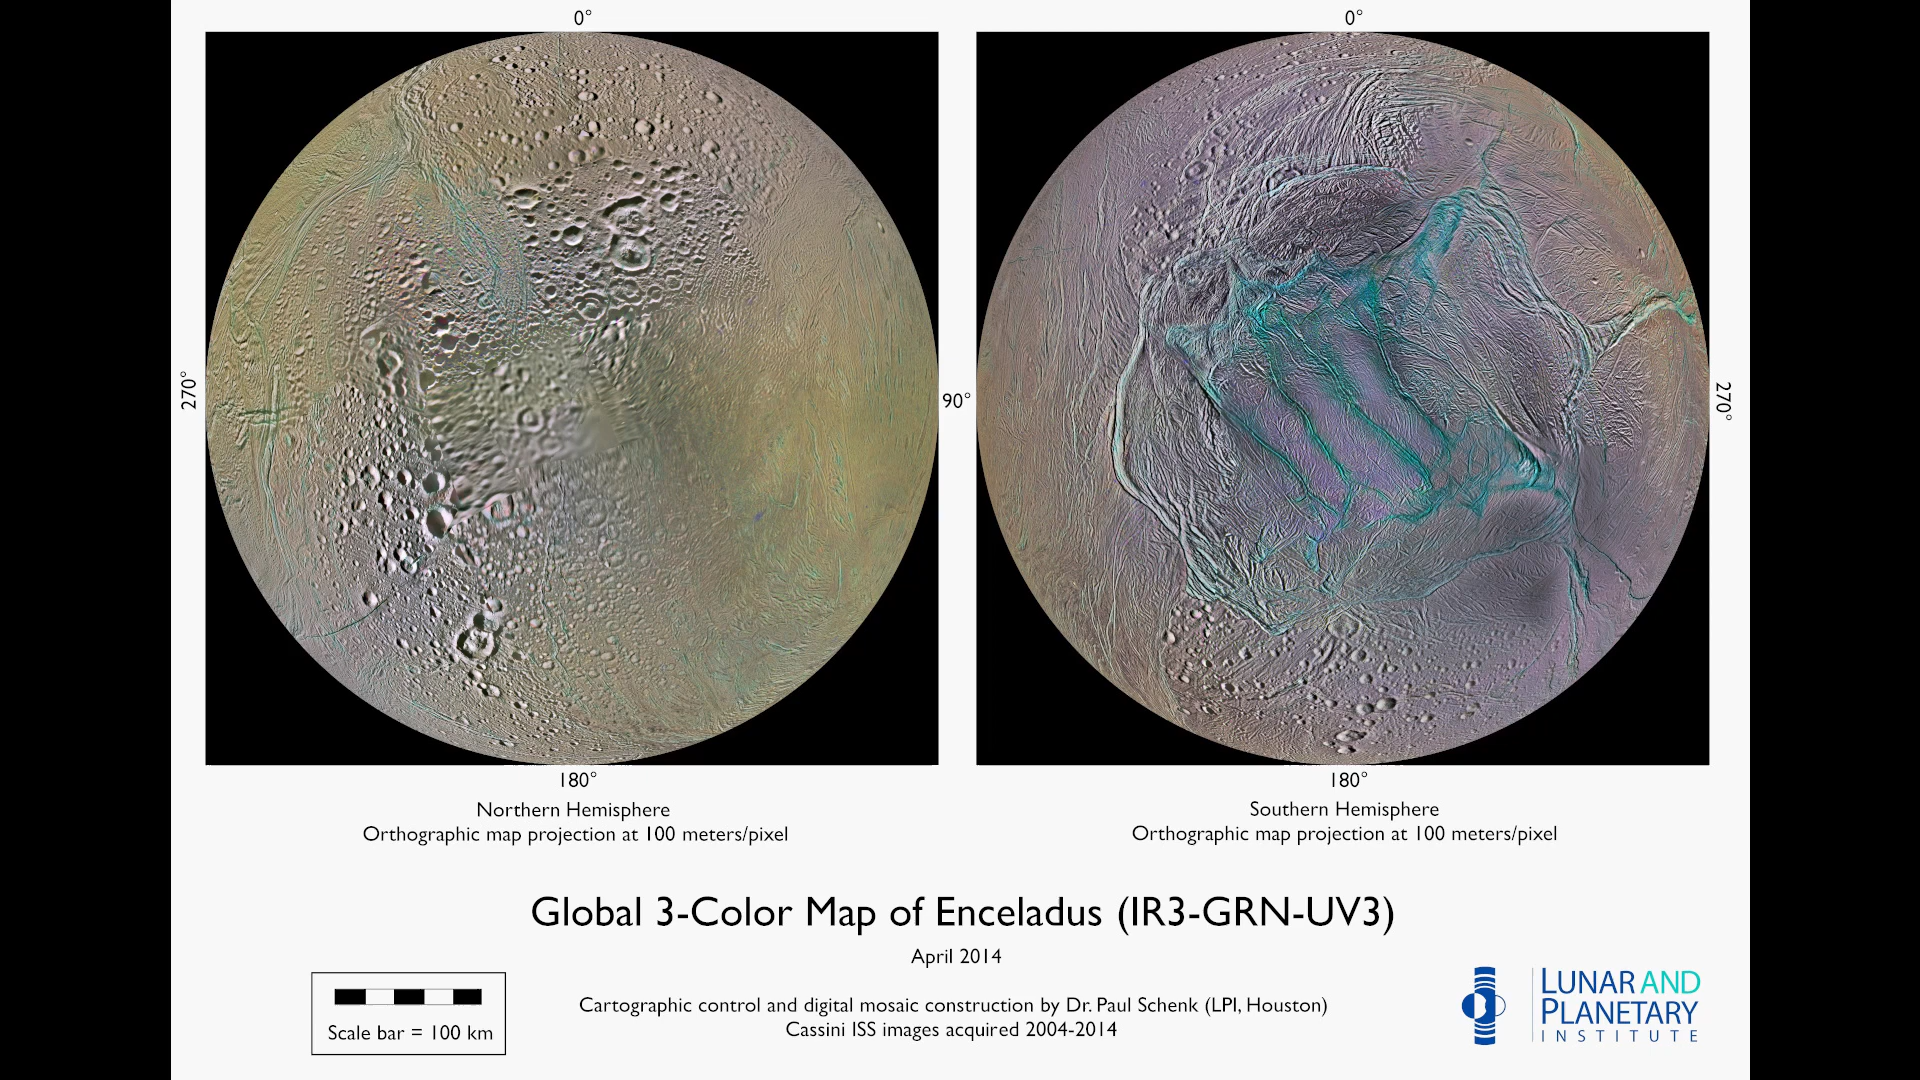 0°
0°
270°
90°
270°
180°
180°
Northern Hemisphere
Orthographic map projection at 100 meters/pixel
Southern Hemisphere
Orthographic map projection at 100 meters/pixel
Global 3-Color Map of Enceladus (IR3-GRN-UV3)
April 2014
Scale bar = 100 km
Cartographic control and digital mosaic construction by Dr. Paul Schenk (LPI, Houston)
Cassini ISS images acquired 2004-2014
LUNAR AND
PLANETARY
INSTITUTE